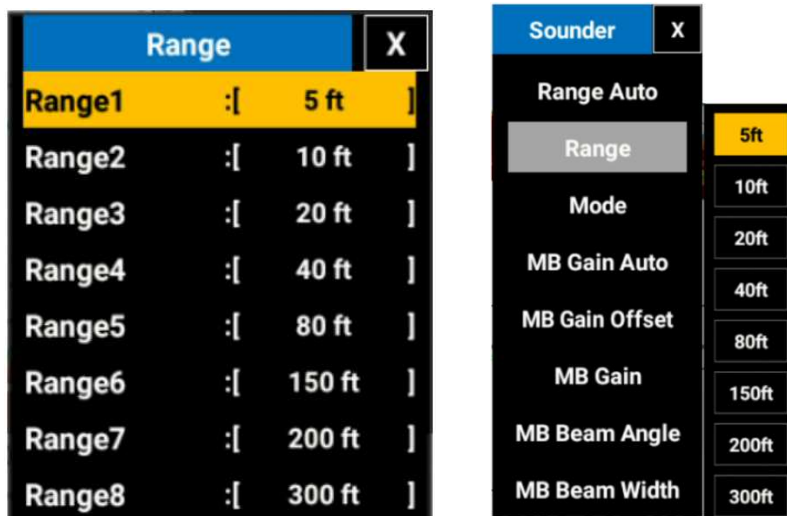 Range X
Range1 :[ 5 ft ]
Range2 :[ 10 ft ]
Range3 :[ 20 ft ]
Range4 :[ 40 ft ]
Range5 :[ 80 ft ]
Range6 :[ 150 ft ]
Range7 :[ 200 ft ]
Range8 :[ 300 ft ]
Sounder X
Range Auto
Range
Mode
MB Gain Auto
MB Gain Offset
MB Gain
MB Beam Angle
MB Beam Width
5ft
10ft
20ft
40ft
80ft
150ft
200ft
300ft